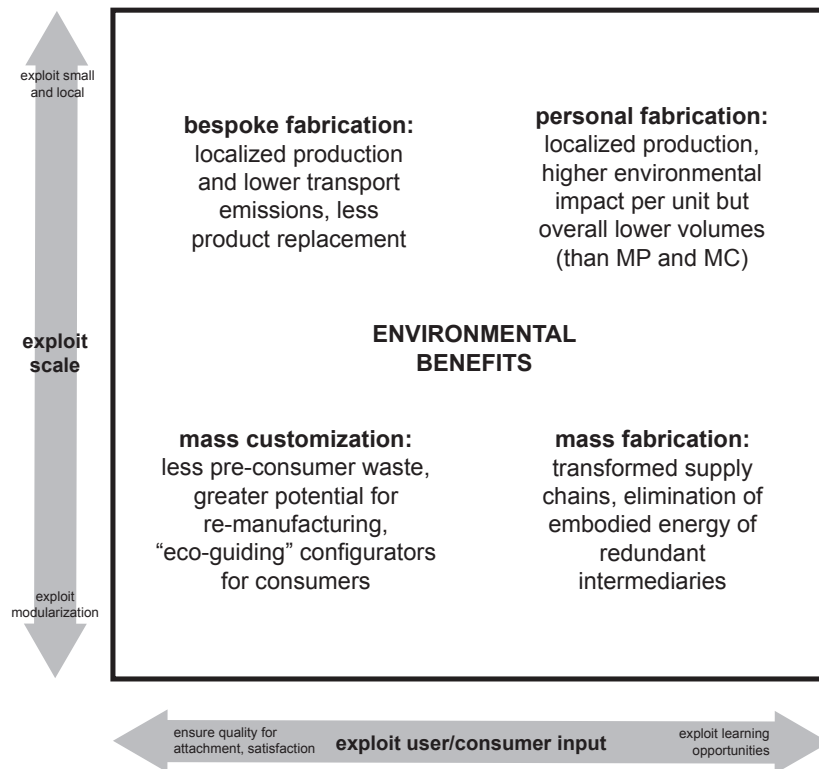 exploit small
and local
bespoke fabrication:
localized production
and lower transport
emissions, less
product replacement
personal fabrication:
localized production,
higher environmental
impact per unit but
overall lower volumes
(than MP and MC)
exploit
scale
ENVIRONMENTAL
BENEFITS
mass customization:
less pre-consumer waste,
greater potential for
re-manufacturing,
“eco-guiding” configurators
for consumers
mass fabrication:
transformed supply
chains, elimination of
embodied energy of
redundant
intermediaries
exploit
modularization
ensure quality for
attachment, satisfaction
exploit user/consumer input
exploit learning
opportunities